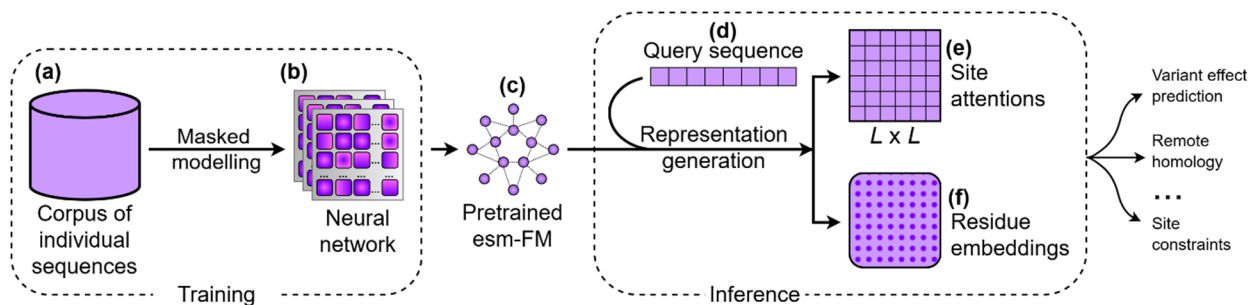 (a)
Corpus of
individual
sequences
Masked
modelling
(b)
...
...
...
... ... ...
...
Neural
network
Training
(c)
Pretrained
esm-FM
(d)
Query sequence
Representation
generation
(e)
Site
attentions
L x L
(f)
Residue
embeddings
Inference
Variant effect
prediction
Remote
homology
...
Site
constraints